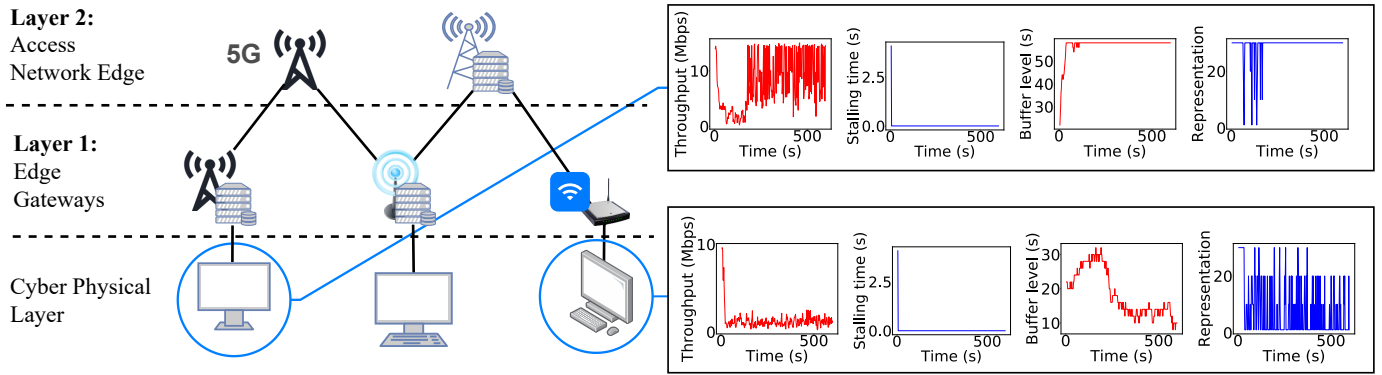 Layer 2:
Access
Network Edge
5G
Layer 1:
Edge
Gateways
Cyber Physical
Layer
Throughput (Mbps)
10
0
0
500
Time (s)
Stalling time (s)
2.5
0.0
0
500
Time (s)
Buffer level (s)
50
40
30
0
500
Time (s)
Representation
20
0
0
500
Time (s)
Throughput (Mbps)
10
5
0
0
500
Time (s)
Stalling time (s)
2.5
0.0
0
500
Time (s)
Buffer level (s)
30
20
10
0
500
Time (s)
Representation
20
0
0
500
Time (s)